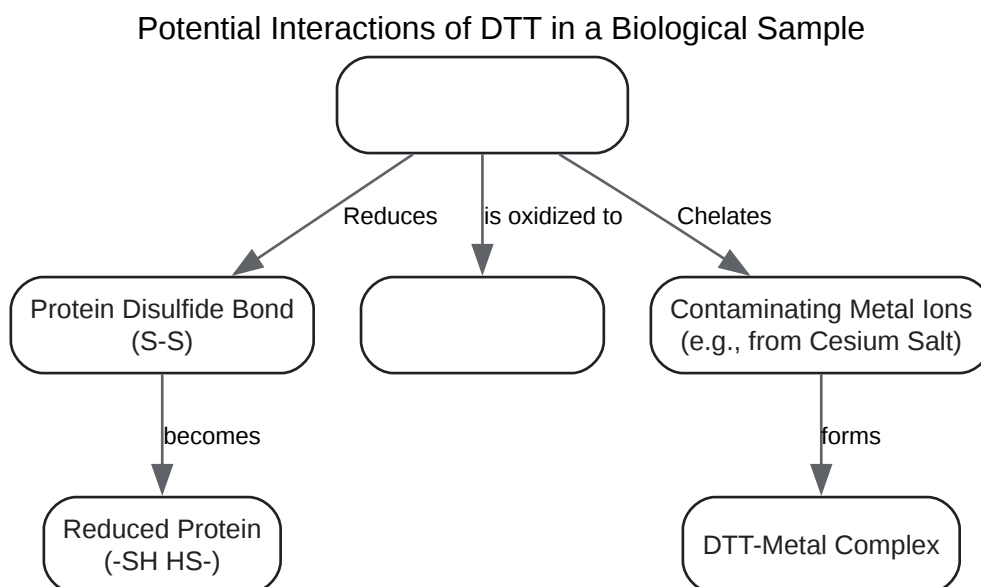 Potential Interactions of DTT in a Biological Sample
Reduces
is oxidized to
Chelates
Protein Disulfide Bond
(S-S)
Contaminating Metal Ions
(e.g., from Cesium Salt)
becomes
forms
Reduced Protein
(-SH HS-)
DTT-Metal Complex